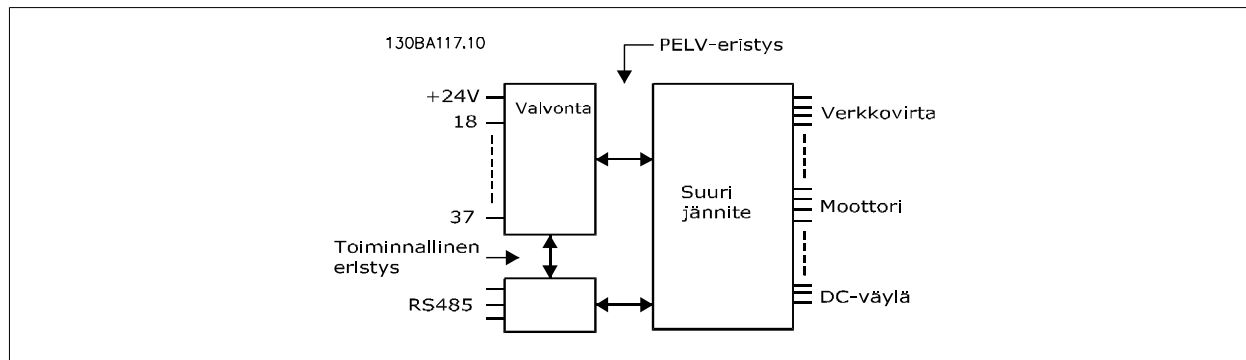 130BA117.10
PELV-eristys
+24V
Valvonta
18
Verkkovirta
Suuri
jännite
37
Moottori
Toiminnallinen
eristys
RS485
DC-väylä